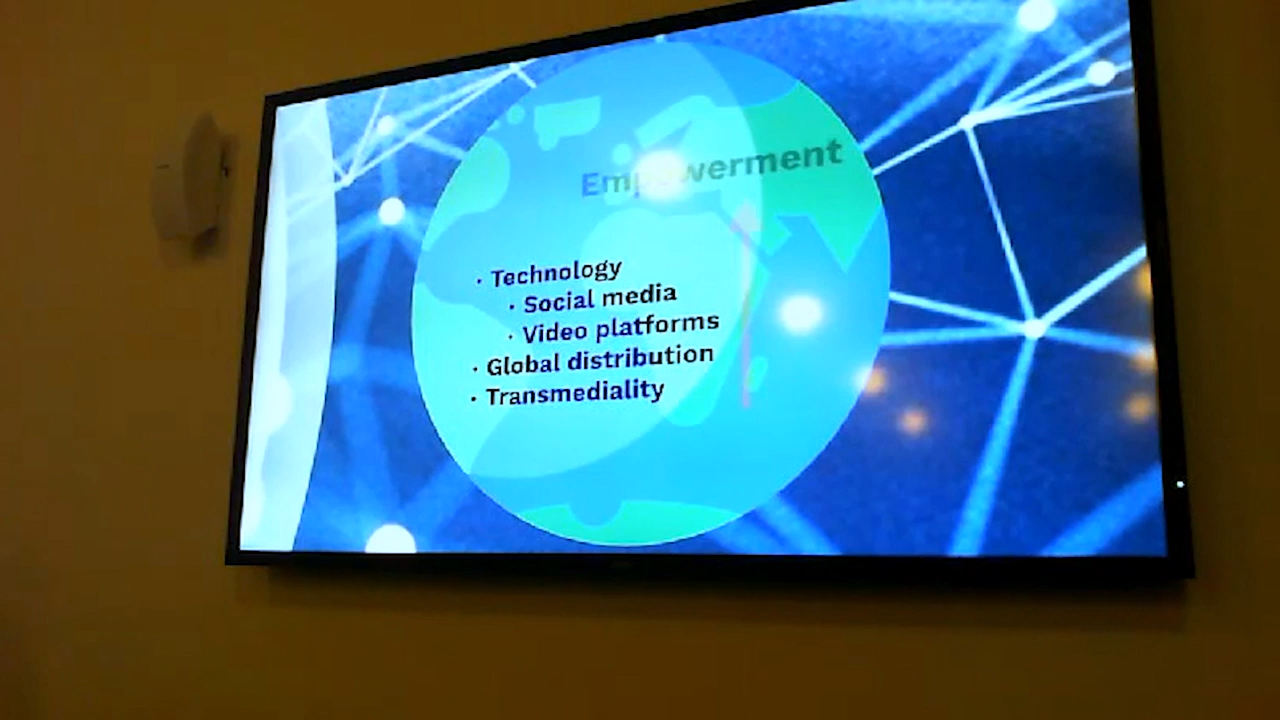 Empowerment
· Technology
· Social media
· Video platforms
· Global distribution
· Transmediality